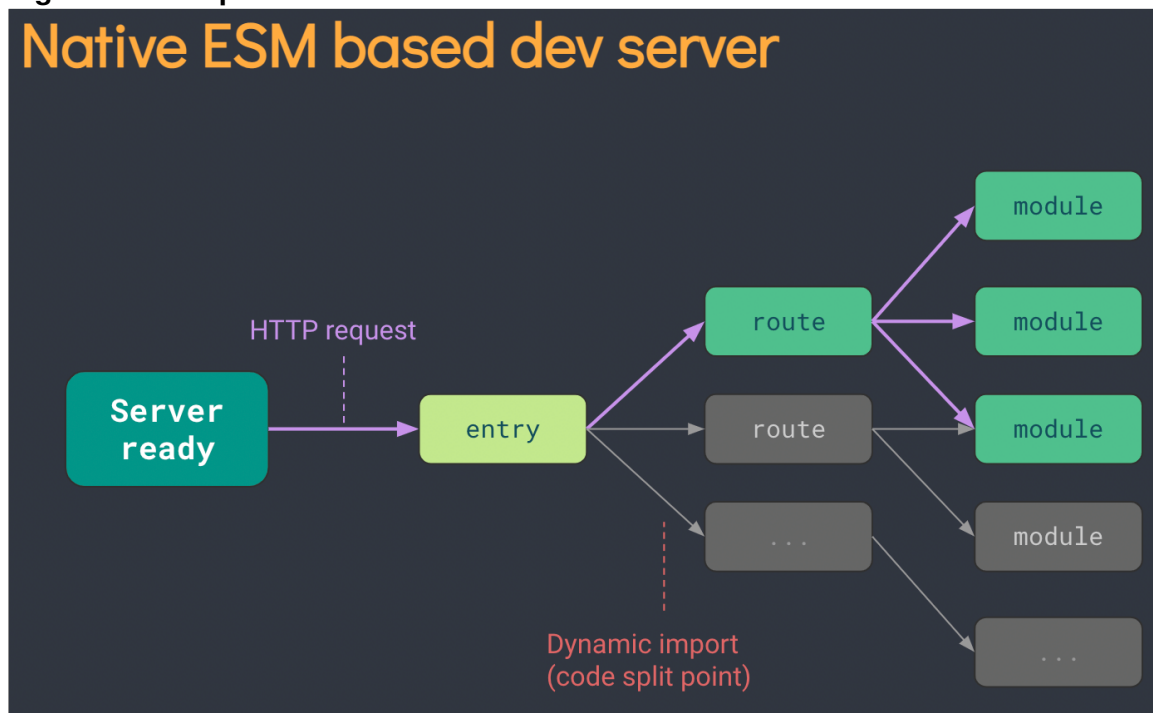 Native ESM based dev server
module
HTTP request
route
module
Server
ready
entry
route
module
...
module
Dynamic import
(code split point)
...